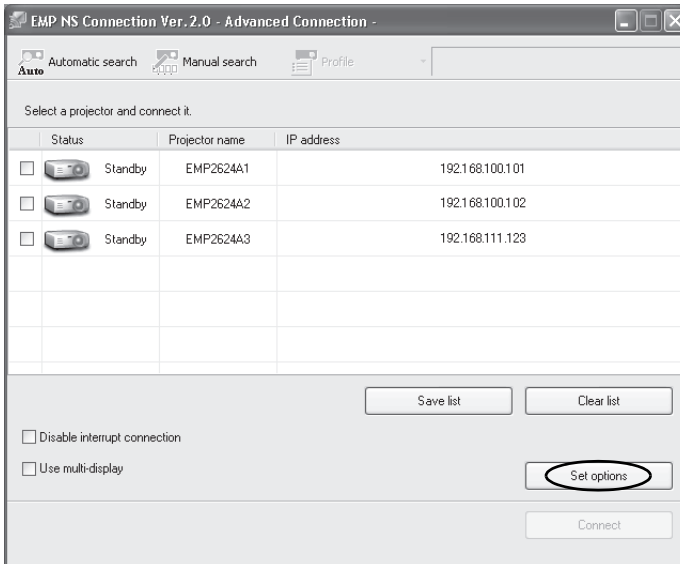 EMP NS Connection Ver.2.0 - Advanced Connection -
Auto Automatic search Manual search Profile
Select a projector and connect it.
Status Projector name IP address
Standby EMP2624A1 192.168.100.101
Standby EMP2624A2 192.168.100.102
Standby EMP2624A3 192.168.111.123
Save list Clear list
Disable interrupt connection
Use multi-display
Set options
Connect